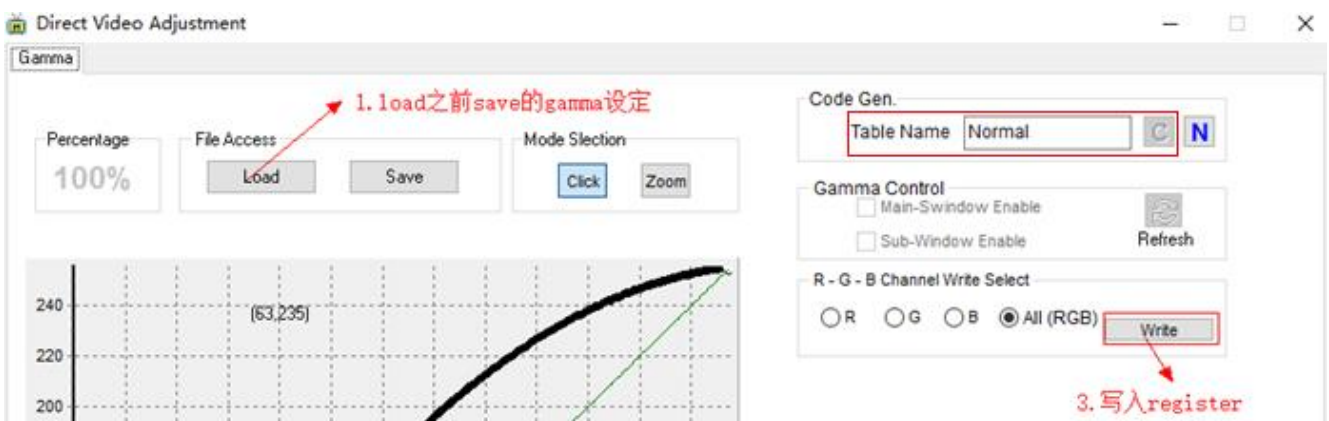 Direct Video Adjustment
Gamma
1.load之前save的gamma设定
Code Gen.
Table Name Normal C N
Percentage
File Access
Mode Slection
100%
Load
Save
Click
Zoom
Gamma Control
Main-Swindow Enable
Sub-Window Enable
Refresh
R - G - B Channel Write Select
R G B All (RGB)
Write
240
(63,235)
220
200
3.写入register